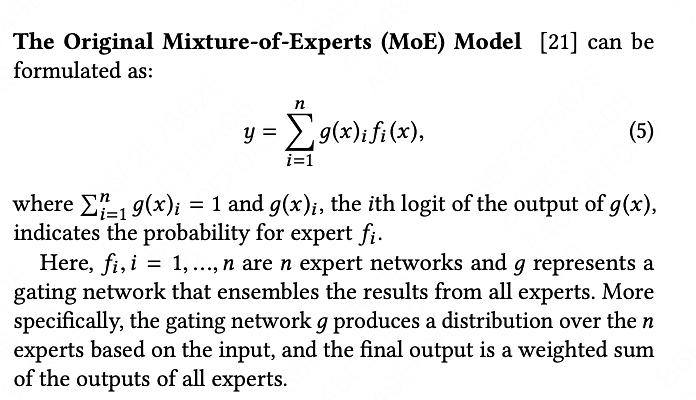 The Original Mixture-of-Experts (MoE) Model [21] can be
formulated as:
y = \sum_{i=1}^{n} g(x)_i f_i(x), (5)
where \sum_{i=1}^{n} g(x)_i = 1 and g(x)_i, the ith logit of the output of g(x),
indicates the probability for expert f_i.
Here, f_i, i = 1, ..., n are n expert networks and g represents a
gating network that ensembles the results from all experts. More
specifically, the gating network g produces a distribution over the n
experts based on the input, and the final output is a weighted sum
of the outputs of all experts.